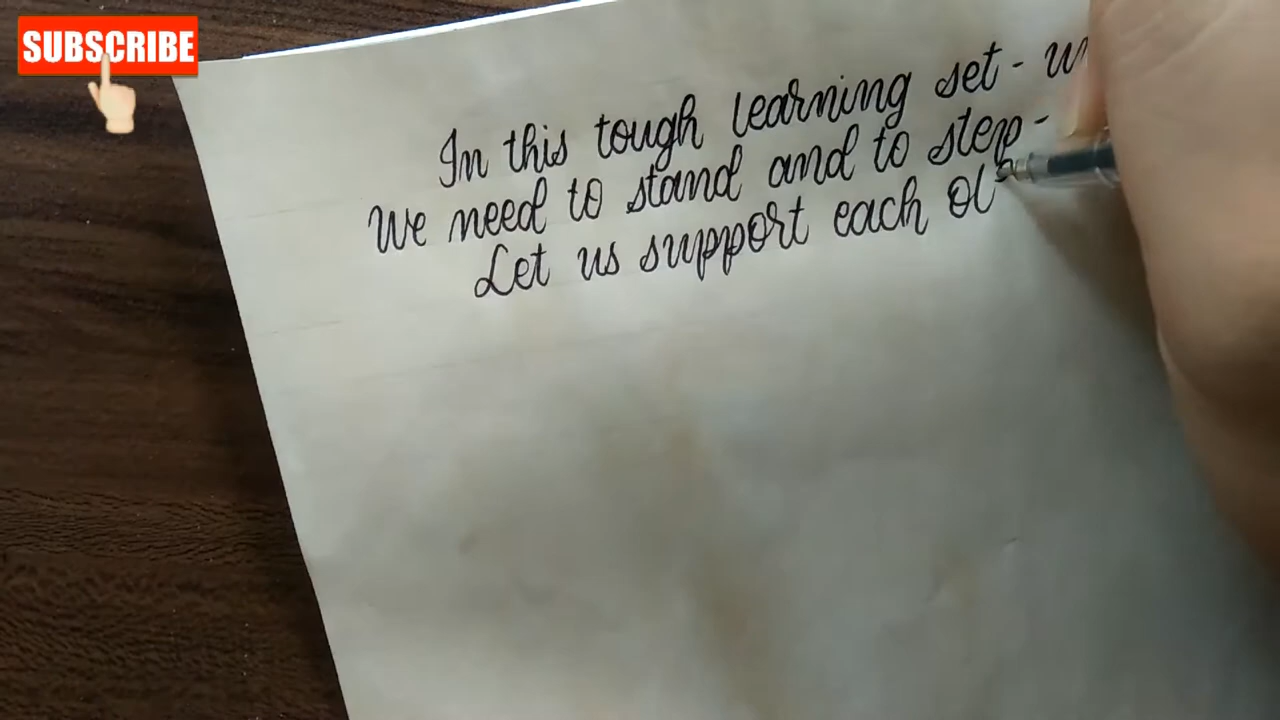 SUBSCRIBE
In this tough learning set -
We need to stand and to step -
Let us support each